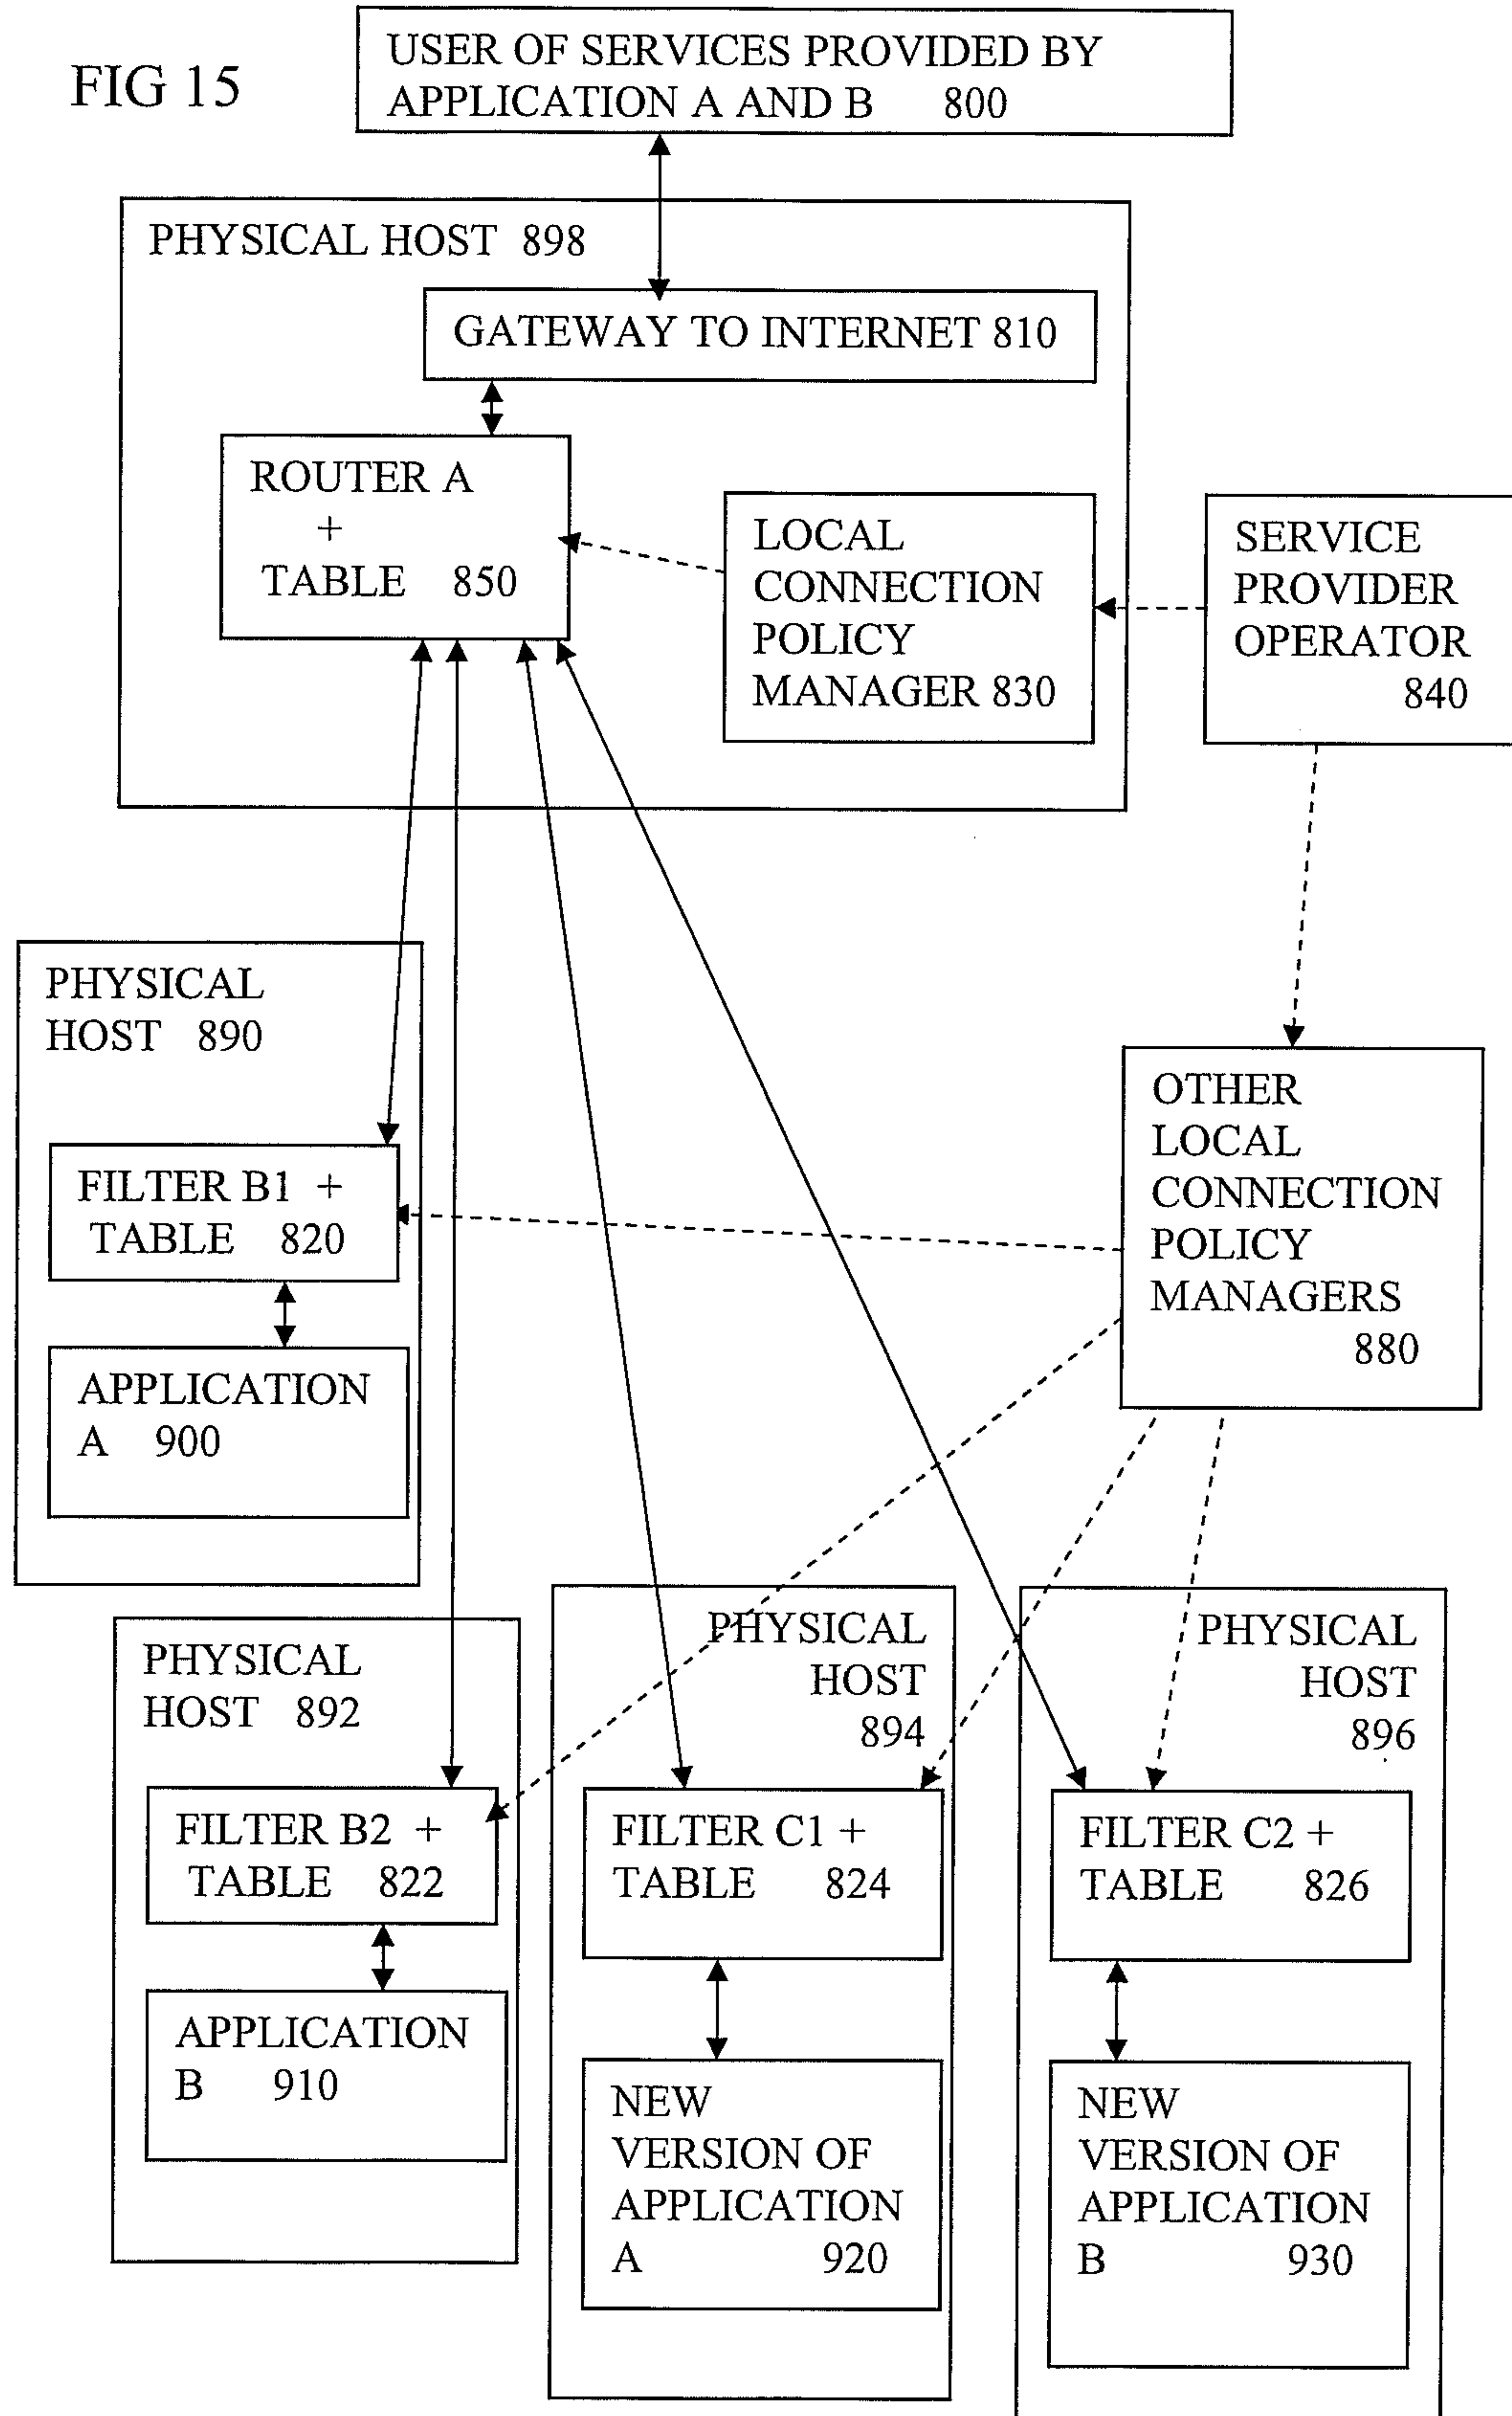 FIG 15
USER OF SERVICES PROVIDED BY
APPLICATION A AND B 800
PHYSICAL HOST 898
GATEWAY TO INTERNET 810
ROUTER A
+
TABLE 850
LOCAL
CONNECTION
POLICY
MANAGER 830
SERVICE
PROVIDER
OPERATOR
840
PHYSICAL
HOST 890
FILTER B1 +
TABLE 820
APPLICATION
A 900
OTHER
LOCAL
CONNECTION
POLICY
MANAGERS
880
PHYSICAL
HOST 892
FILTER B2 +
TABLE 822
APPLICATION
B 910
PHYSICAL
HOST
894
FILTER C1 +
TABLE 824
NEW
VERSION OF
APPLICATION
A 920
PHYSICAL
HOST
896
FILTER C2 +
TABLE 826
NEW
VERSION OF
APPLICATION
B 930